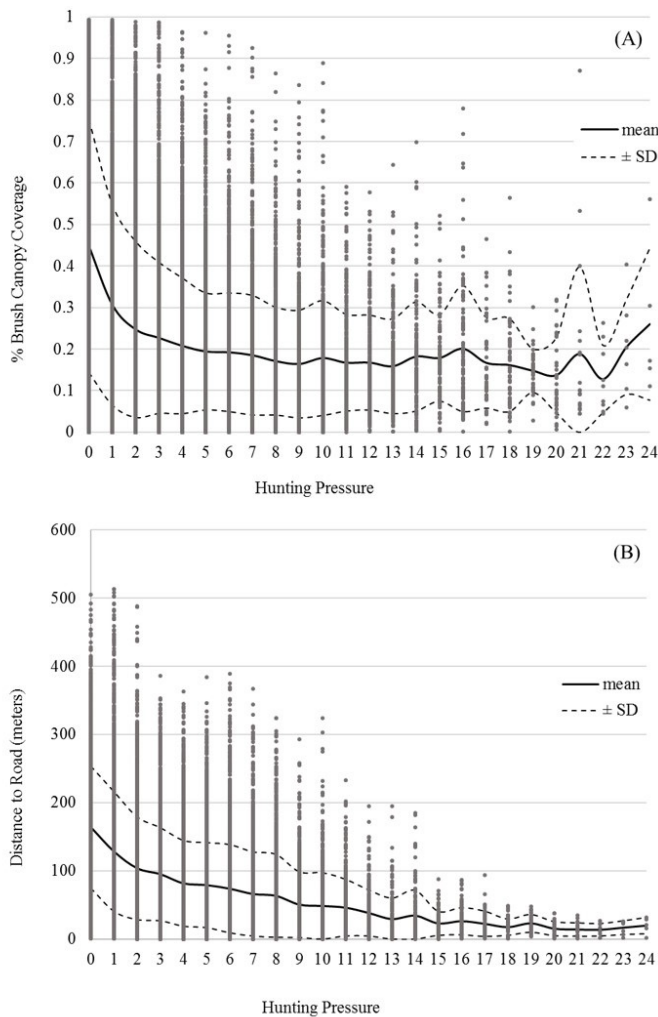 (A)
1
0.9
0.8
0.7
0.6
0.5
0.4
0.3
0.2
0.1
0
% Brush Canopy Coverage
mean
± SD
0 1 2 3 4 5 6 7 8 9 10 11 12 13 14 15 16 17 18 19 20 21 22 23 24
Hunting Pressure
(B)
600
500
400
300
200
100
0
Distance to Road (meters)
mean
± SD
0 1 2 3 4 5 6 7 8 9 10 11 12 13 14 15 16 17 18 19 20 21 22 23 24
Hunting Pressure